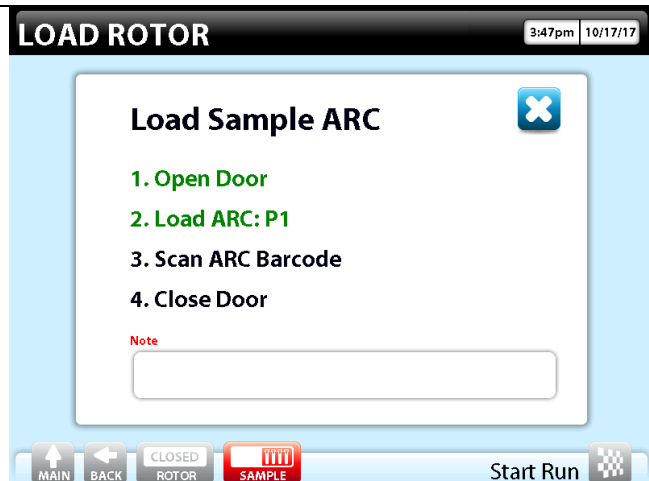 LOAD ROTOR
3:47pm 10/17/17
Load Sample ARC
1. Open Door
2. Load ARC: P1
3. Scan ARC Barcode
4. Close Door
Note
CLOSED
MAIN BACK ROTOR SAMPLE Start Run